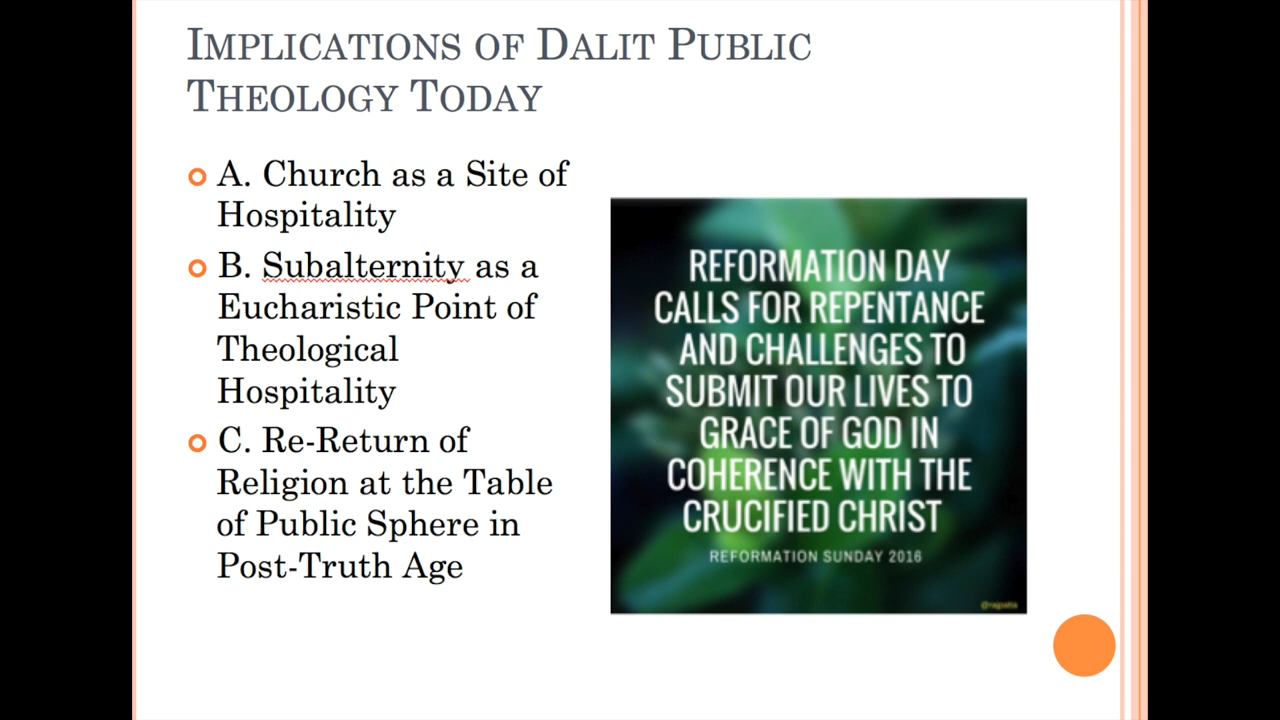 Implications of Dalit Public
Theology Today
A. Church as a Site of
Hospitality
B. Subalternity as a
Eucharistic Point of
Theological
Hospitality
C. Re-Return of
Religion at the Table
of Public Sphere in
Post-Truth Age
REFORMATION DAY
CALLS FOR REPENTANCE
AND CHALLENGES TO
SUBMIT OUR LIVES TO
GRACE OF GOD IN
COHERENCE WITH THE
CRUCIFIED CHRIST
REFORMATION SUNDAY 2016
@rajpatta